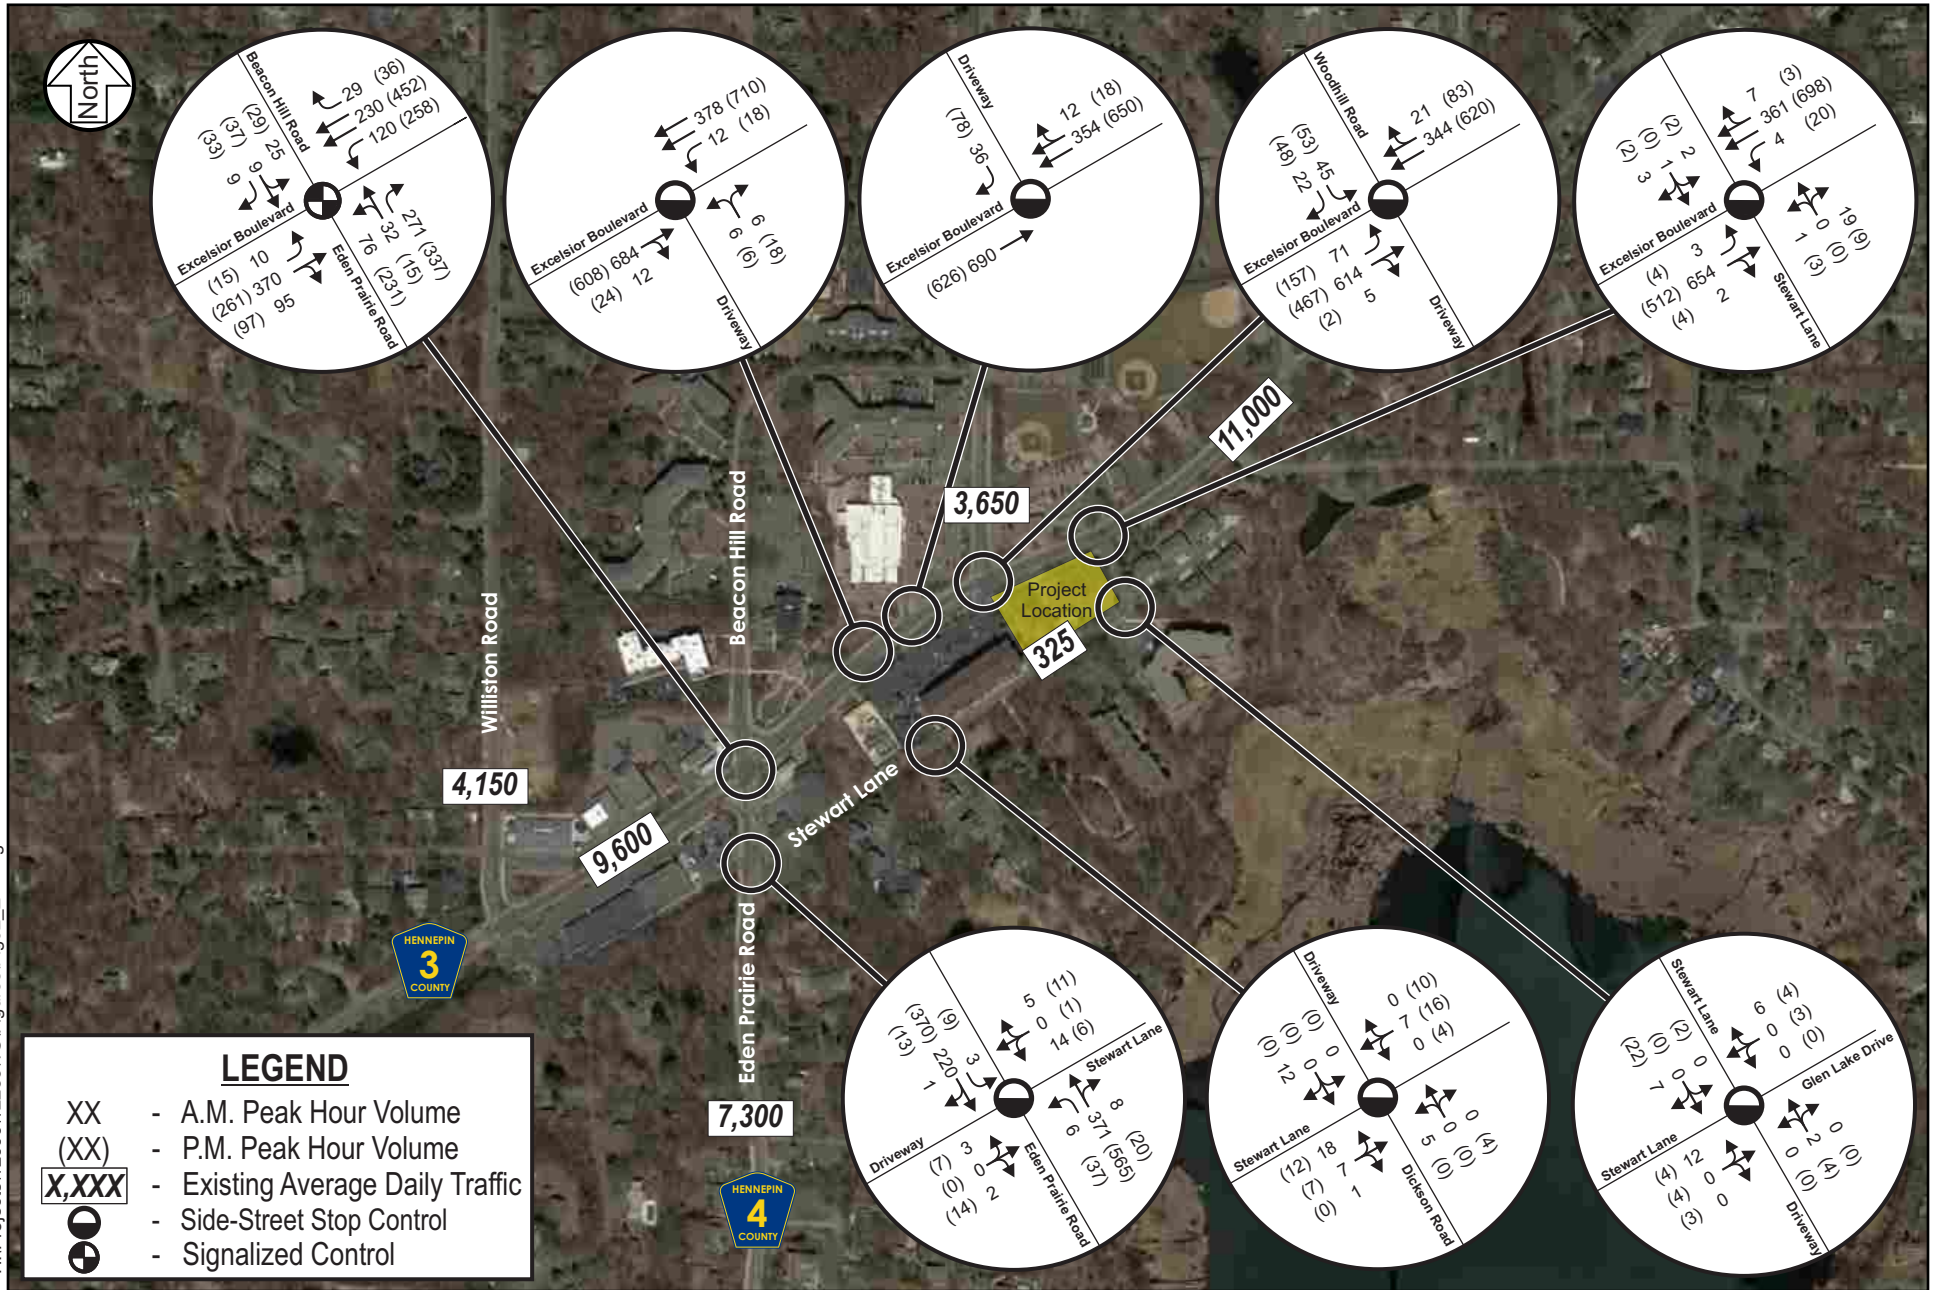 North
Beacon Hill Road
29 (36)
230 (452)
120 (258)
(29) 25
(37) 9
(33) 9
Excelsior Boulevard
(15) 10
(261) 370
(97) 95
271 (337)
32 (15)
76 (231)
Eden Prairie Road
378 (710)
12 (18)
Excelsior Boulevard
(608) 684
(24) 12
6 (18)
6 (6)
Driveway
Driveway
12 (18)
354 (650)
(78) 36
Excelsior Boulevard
(626) 690
Woodhill Road
21 (83)
344 (620)
(53) 45
(48) 22
Excelsior Boulevard
(157) 71
(467) 614
(2) 5
Driveway
7 (3)
361 (698)
4 (20)
(2) 2
(0) 1
(2) 3
Excelsior Boulevard
(4) 3
(512) 654
(4) 2
19 (9)
0 (0)
1 (3)
Stewart Lane
11,000
3,650
Beacon Hill Road
Williston Road
Project
Location
325
4,150
9,600
Stewart Lane
HENNEPIN
3
COUNTY
Eden Prairie Road
7,300
HENNEPIN
4
COUNTY
5 (11)
0 (1)
14 (6)
(9) 3
(370) 220
(13) 1
Stewart Lane
Driveway
(7) 3
(0) 0
(14) 2
8 (20)
371 (565)
6 (37)
Eden Prairie Road
Driveway
0 (10)
7 (16)
0 (4)
(0) 0
(0) 0
(0) 12
Stewart Lane
(12) 18
(7) 7
(0) 1
0 (4)
0 (0)
5 (0)
Dickson Road
Stewart Lane
6 (4)
0 (3)
0 (0)
(2) 0
(0) 0
(22) 7
Glen Lake Drive
Stewart Lane
(4) 12
(4) 0
(3) 0
0 (0)
2 (4)
0 (0)
Driveway
LEGEND
XX - A.M. Peak Hour Volume
(XX) - P.M. Peak Hour Volume
X,XXX - Existing Average Daily Traffic
- Side-Street Stop Control
- Signalized Control